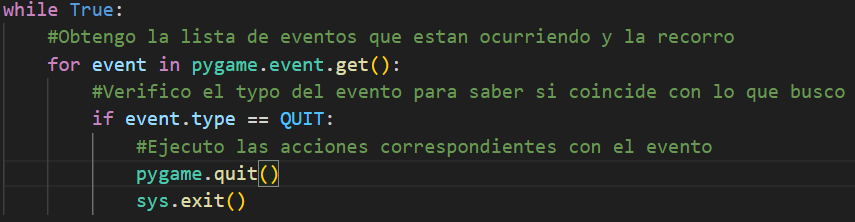 while True:
#Obtengo la lista de eventos que estan ocurriendo y la recorro
for event in pygame.event.get():
#Verifico el typo del evento para saber si coincide con lo que busco
if event.type == QUIT:
#Ejecuto las acciones correspondientes con el evento
pygame.quit()
sys.exit()